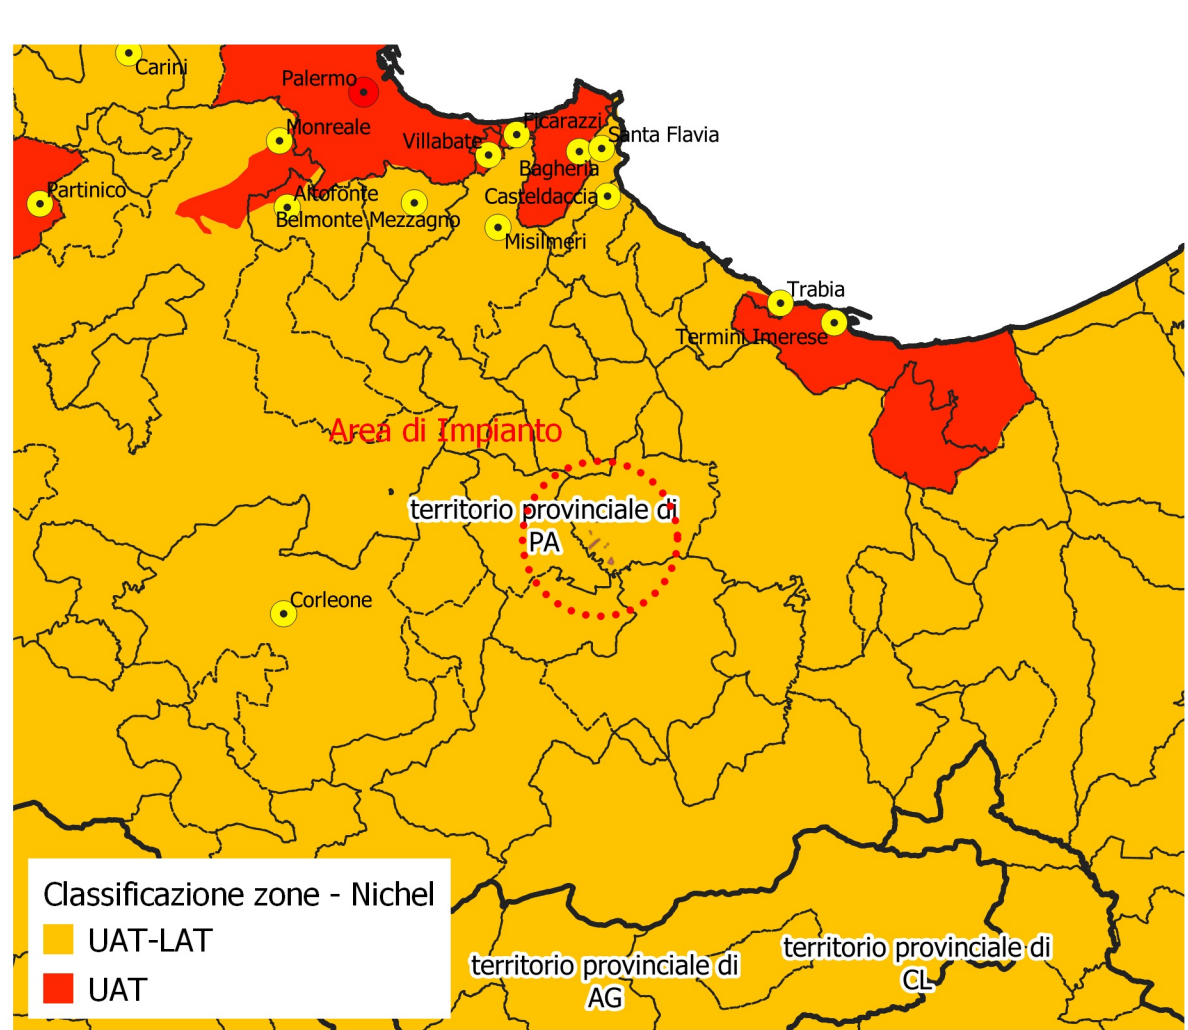 Carini
Palermo
Monreale
Villabate
Ficarazzi
Santa Flavia
Bagheria
Partinico
Altofonte
Casteldaccia
Belmonte Mezzagno
Misilmeri
Trabia
Termini Imerese
Area di Impianto
territorio provinciale di
PA
Corleone
Classificazione zone - Nichel
UAT-LAT
UAT
territorio provinciale di
AG
territorio provinciale di
CL